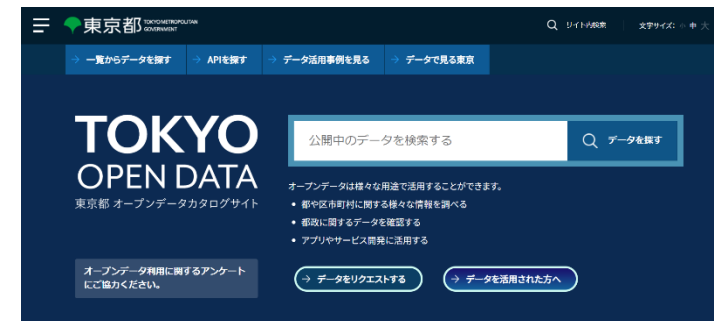 東京都 TOKYO METROPOLITAN GOVERNMENT
サイト内検索
文字サイズ: 小 中 大
一覧からデータを探す
APIを探す
データ活用事例を見る
データで見る東京
TOKYO
OPEN DATA
東京都 オープンデータカタログサイト
公開中のデータを検索する
データを探す
オープンデータは様々な用途で活用することができます。
• 都や区市町村に関する様々な情報を調べる
• 都政に関するデータを確認する
• アプリやサービス開発に活用する
オープンデータ利用に関するアンケート
にご協力ください。
データをリクエストする
データを活用された方へ